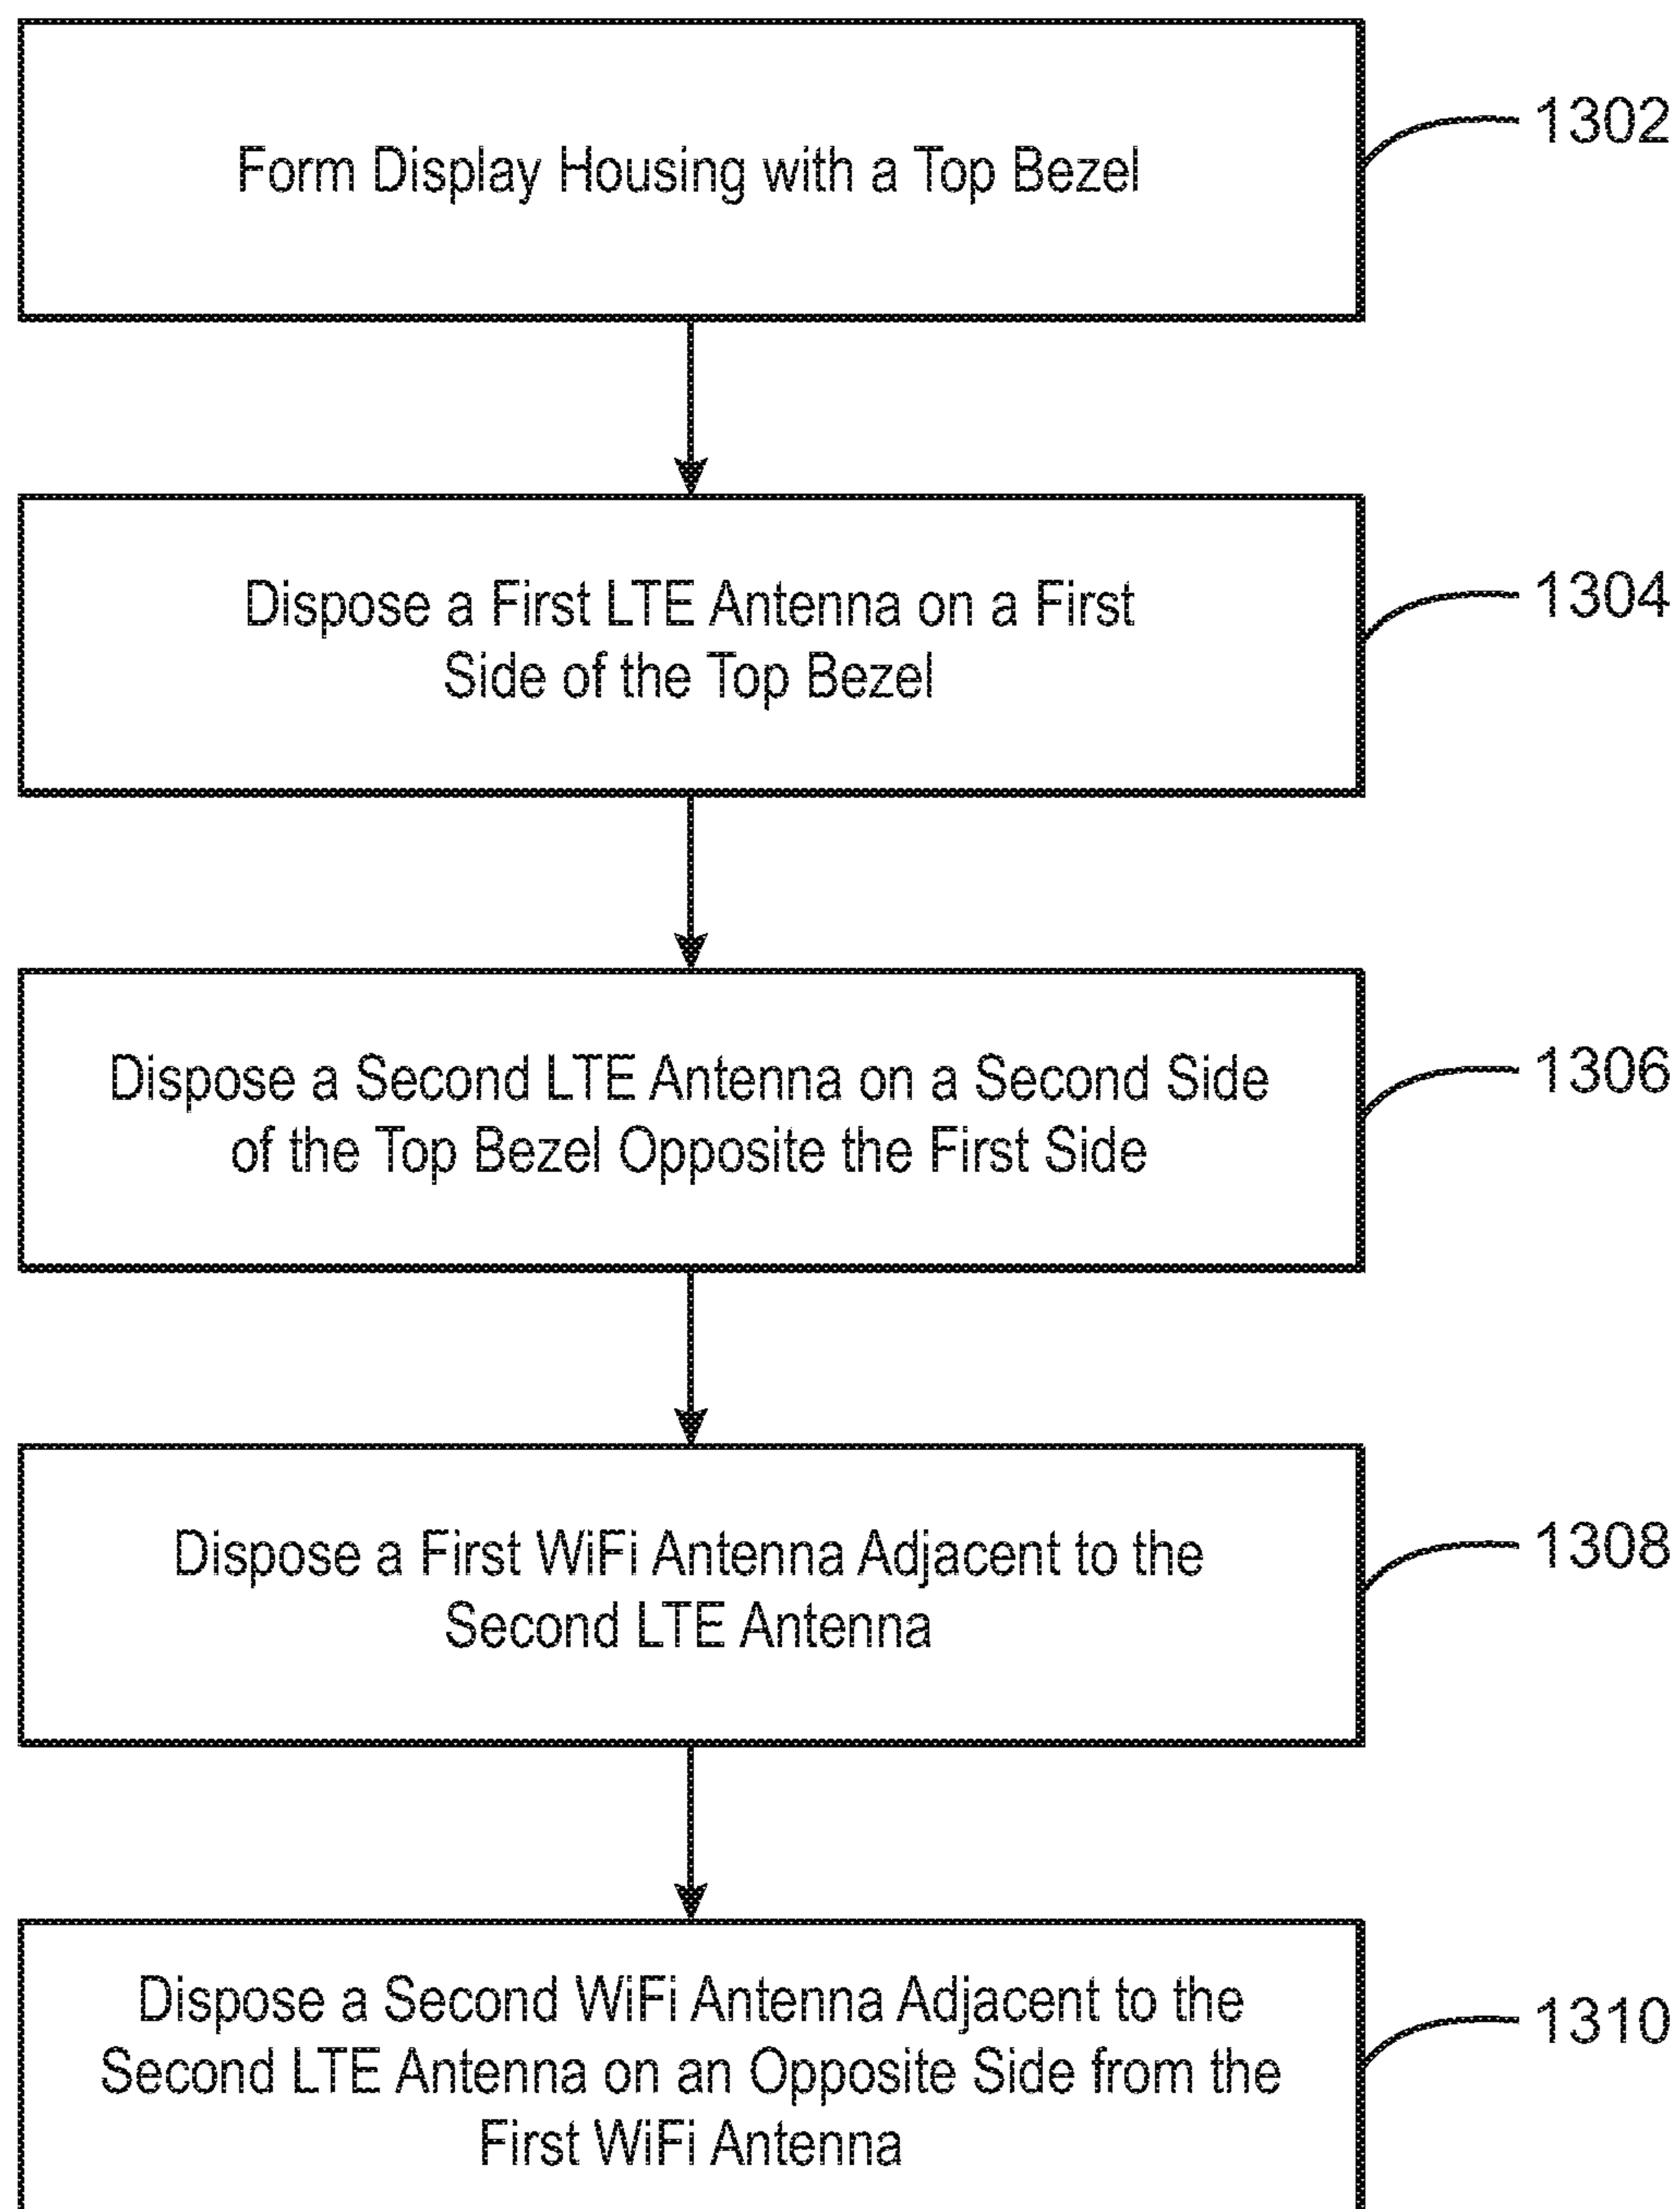 Form Display Housing with a Top Bezel
1302
Dispose a First LTE Antenna on a First
Side of the Top Bezel
1304
Dispose a Second LTE Antenna on a Second Side
of the Top Bezel Opposite the First Side
1306
Dispose a First WiFi Antenna Adjacent to the
Second LTE Antenna
1308
Dispose a Second WiFi Antenna Adjacent to the
Second LTE Antenna on an Opposite Side from the
First WiFi Antenna
1310